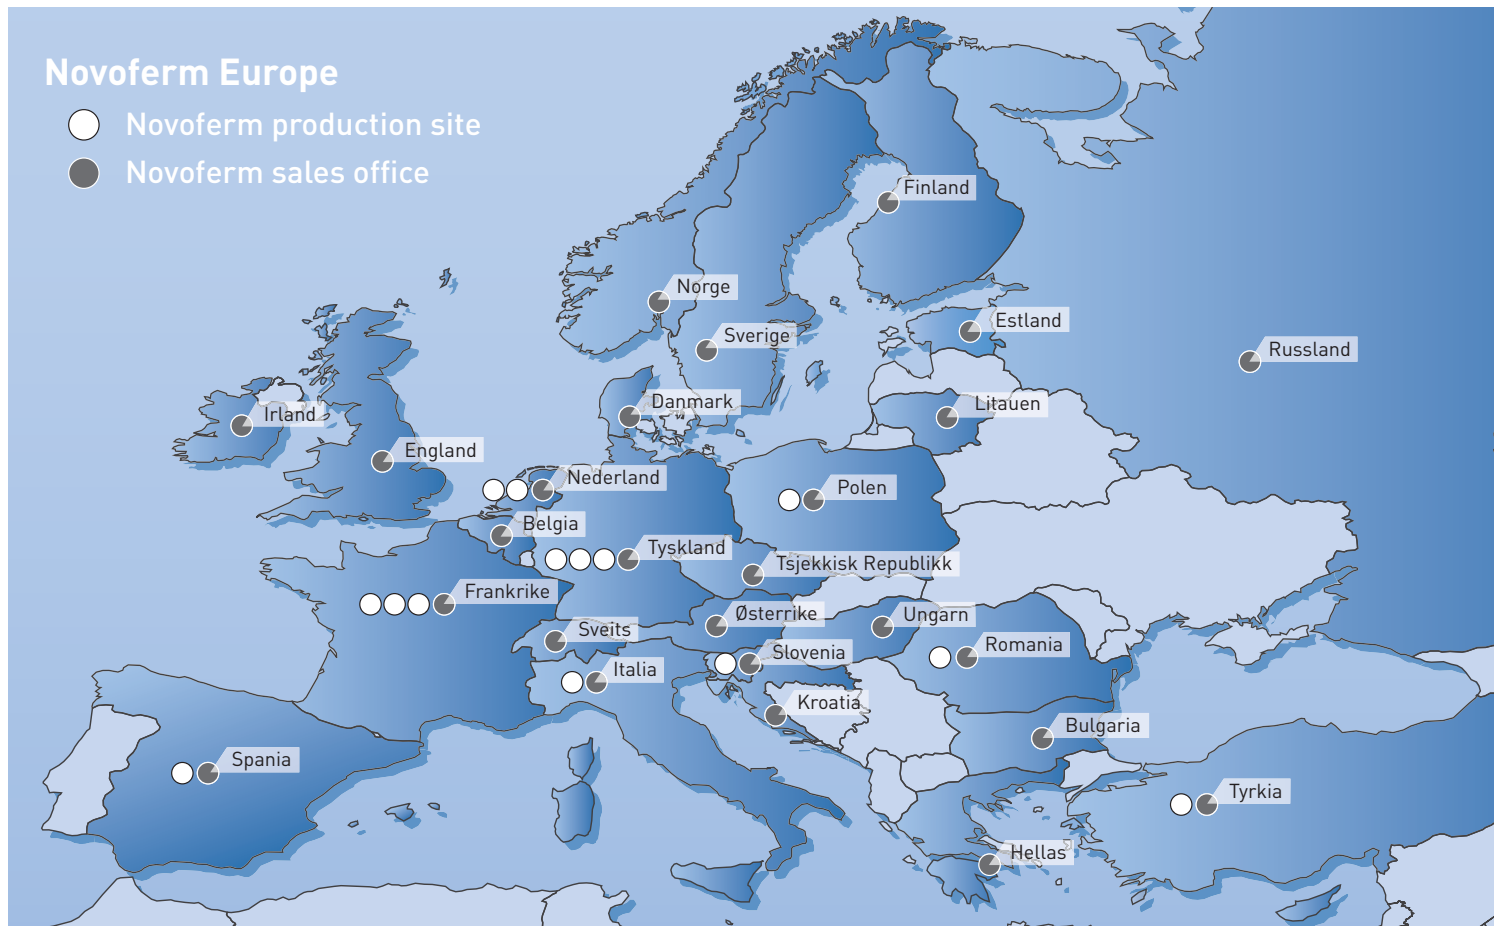 Novoferm Europe
Novoferm production site
Novoferm sales office
Finland
Norge
Estland
Sverige
Russland
Danmark
Litauen
Irland
England
Nederland
Polen
Belgia
Tyskland
Tsjekkisk Republikk
Frankrike
Østerrike
Ungarn
Sveits
Romania
Slovenia
Italia
Kroatia
Bulgaria
Spania
Tyrkia
Hellas